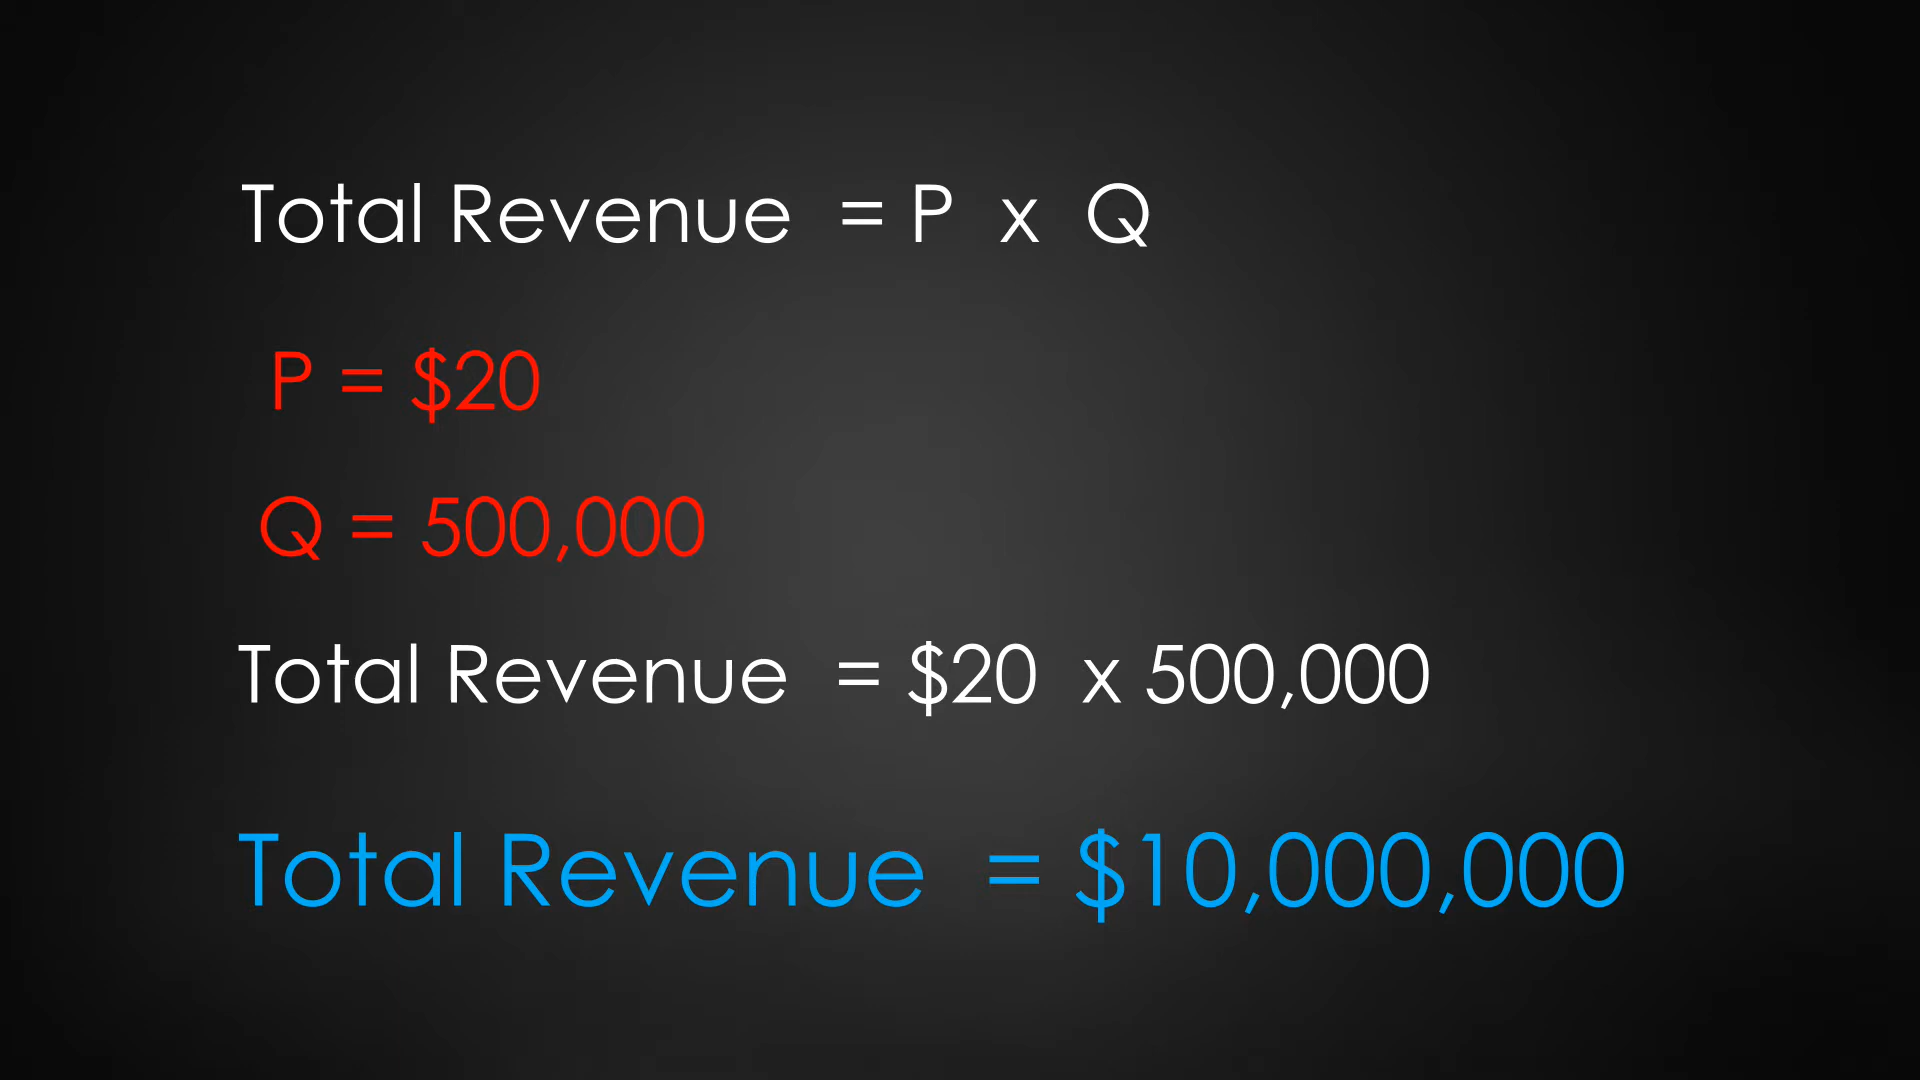 Total Revenue = P x Q
P = $20
Q = 500,000
Total Revenue = $20 x 500,000
Total Revenue = $10,000,000